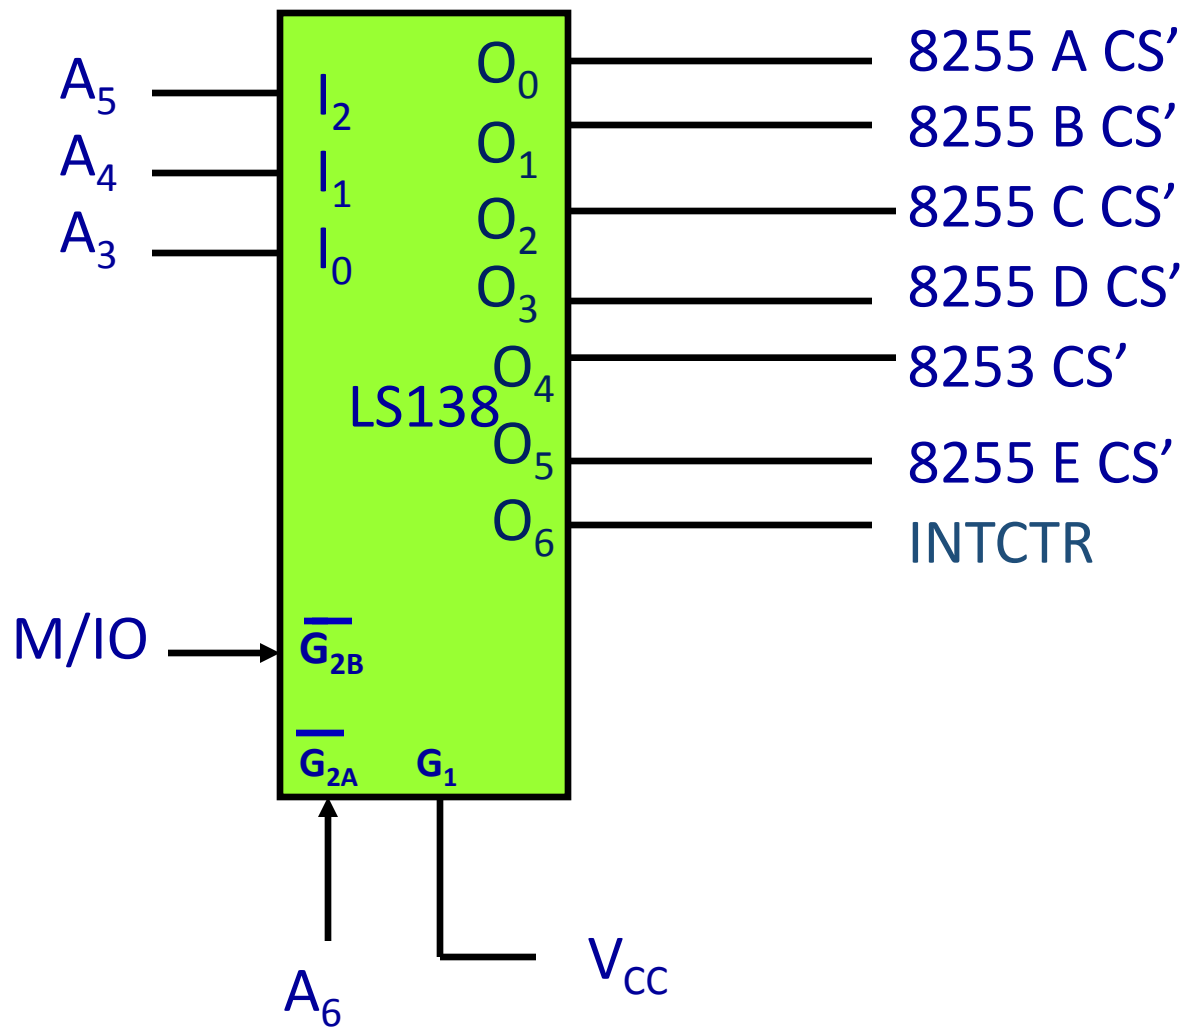 A5
A4
A3
I2
I1
I0
O0
O1
O2
O3
O4
O5
O6
LS138
8255 A CS’
8255 B CS’
8255 C CS’
8255 D CS’
8253 CS’
8255 E CS’
INTCTR
M/IO
G2B
G2A
G1
A6
VCC